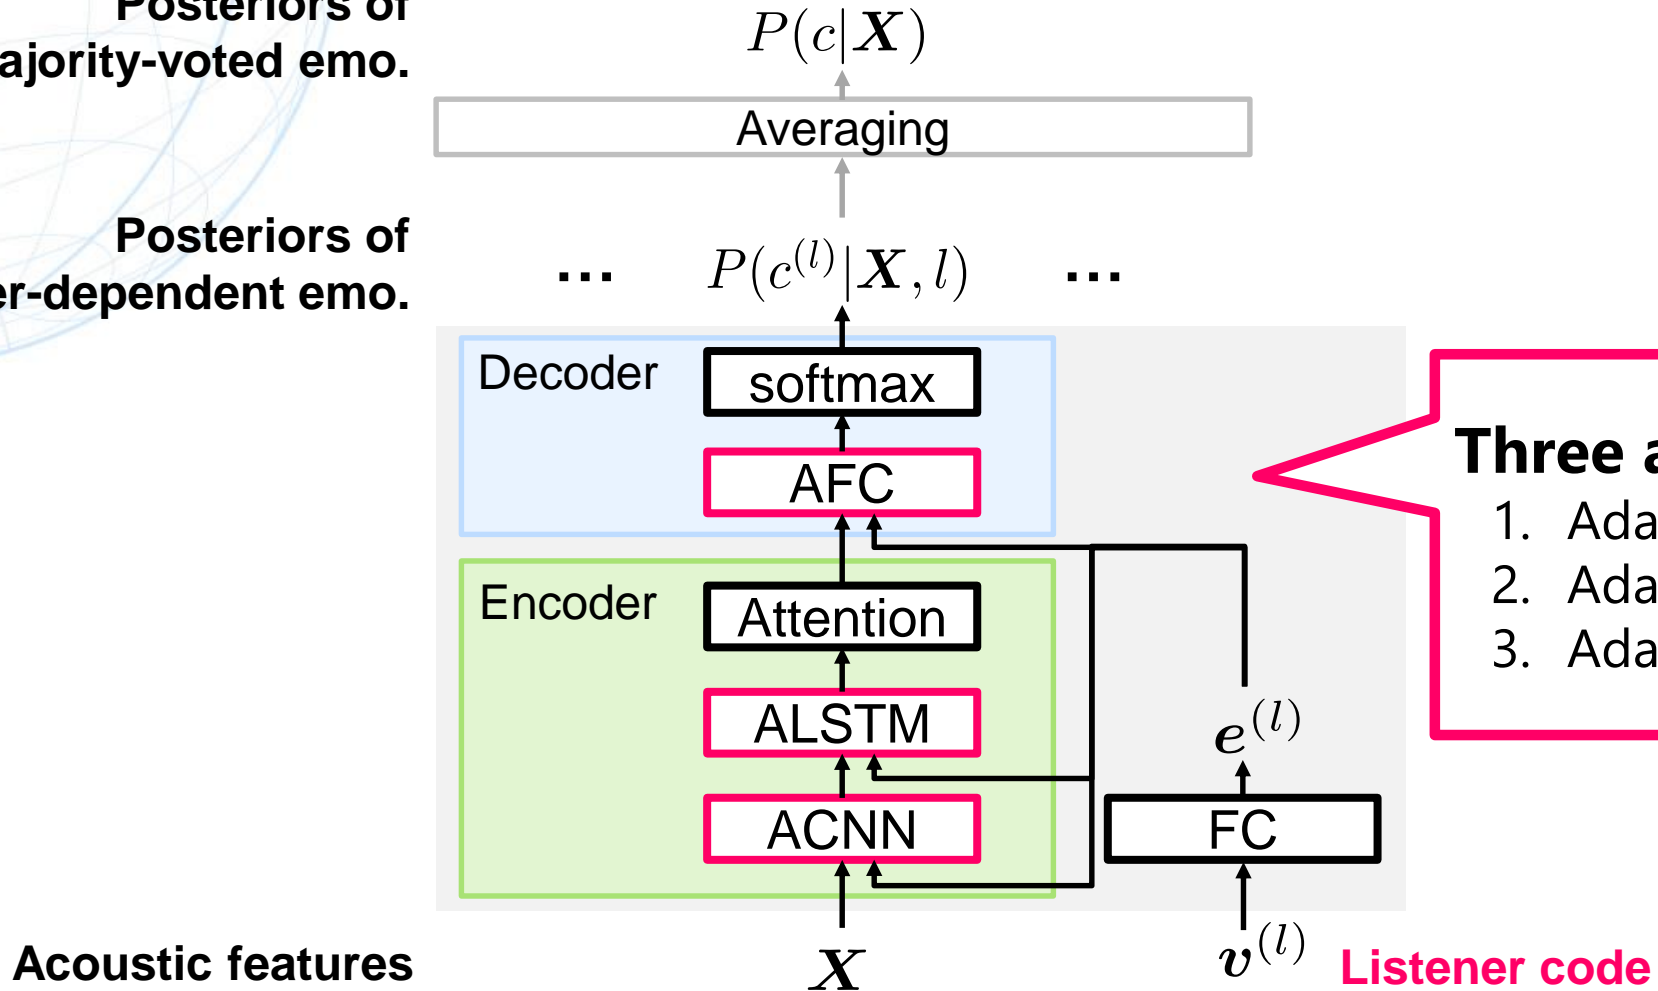 Posteriors of
ajority-voted emo.
P(c|X)
Averaging
Posteriors of
er-dependent emo.
... P(c^(l)|X, l) ...
Decoder
softmax
AFC
Encoder
Attention
ALSTM
ACNN
e^(l)
FC
Three a
1. Ada
2. Ada
3. Ada
Acoustic features
X
v^(l)
Listener code